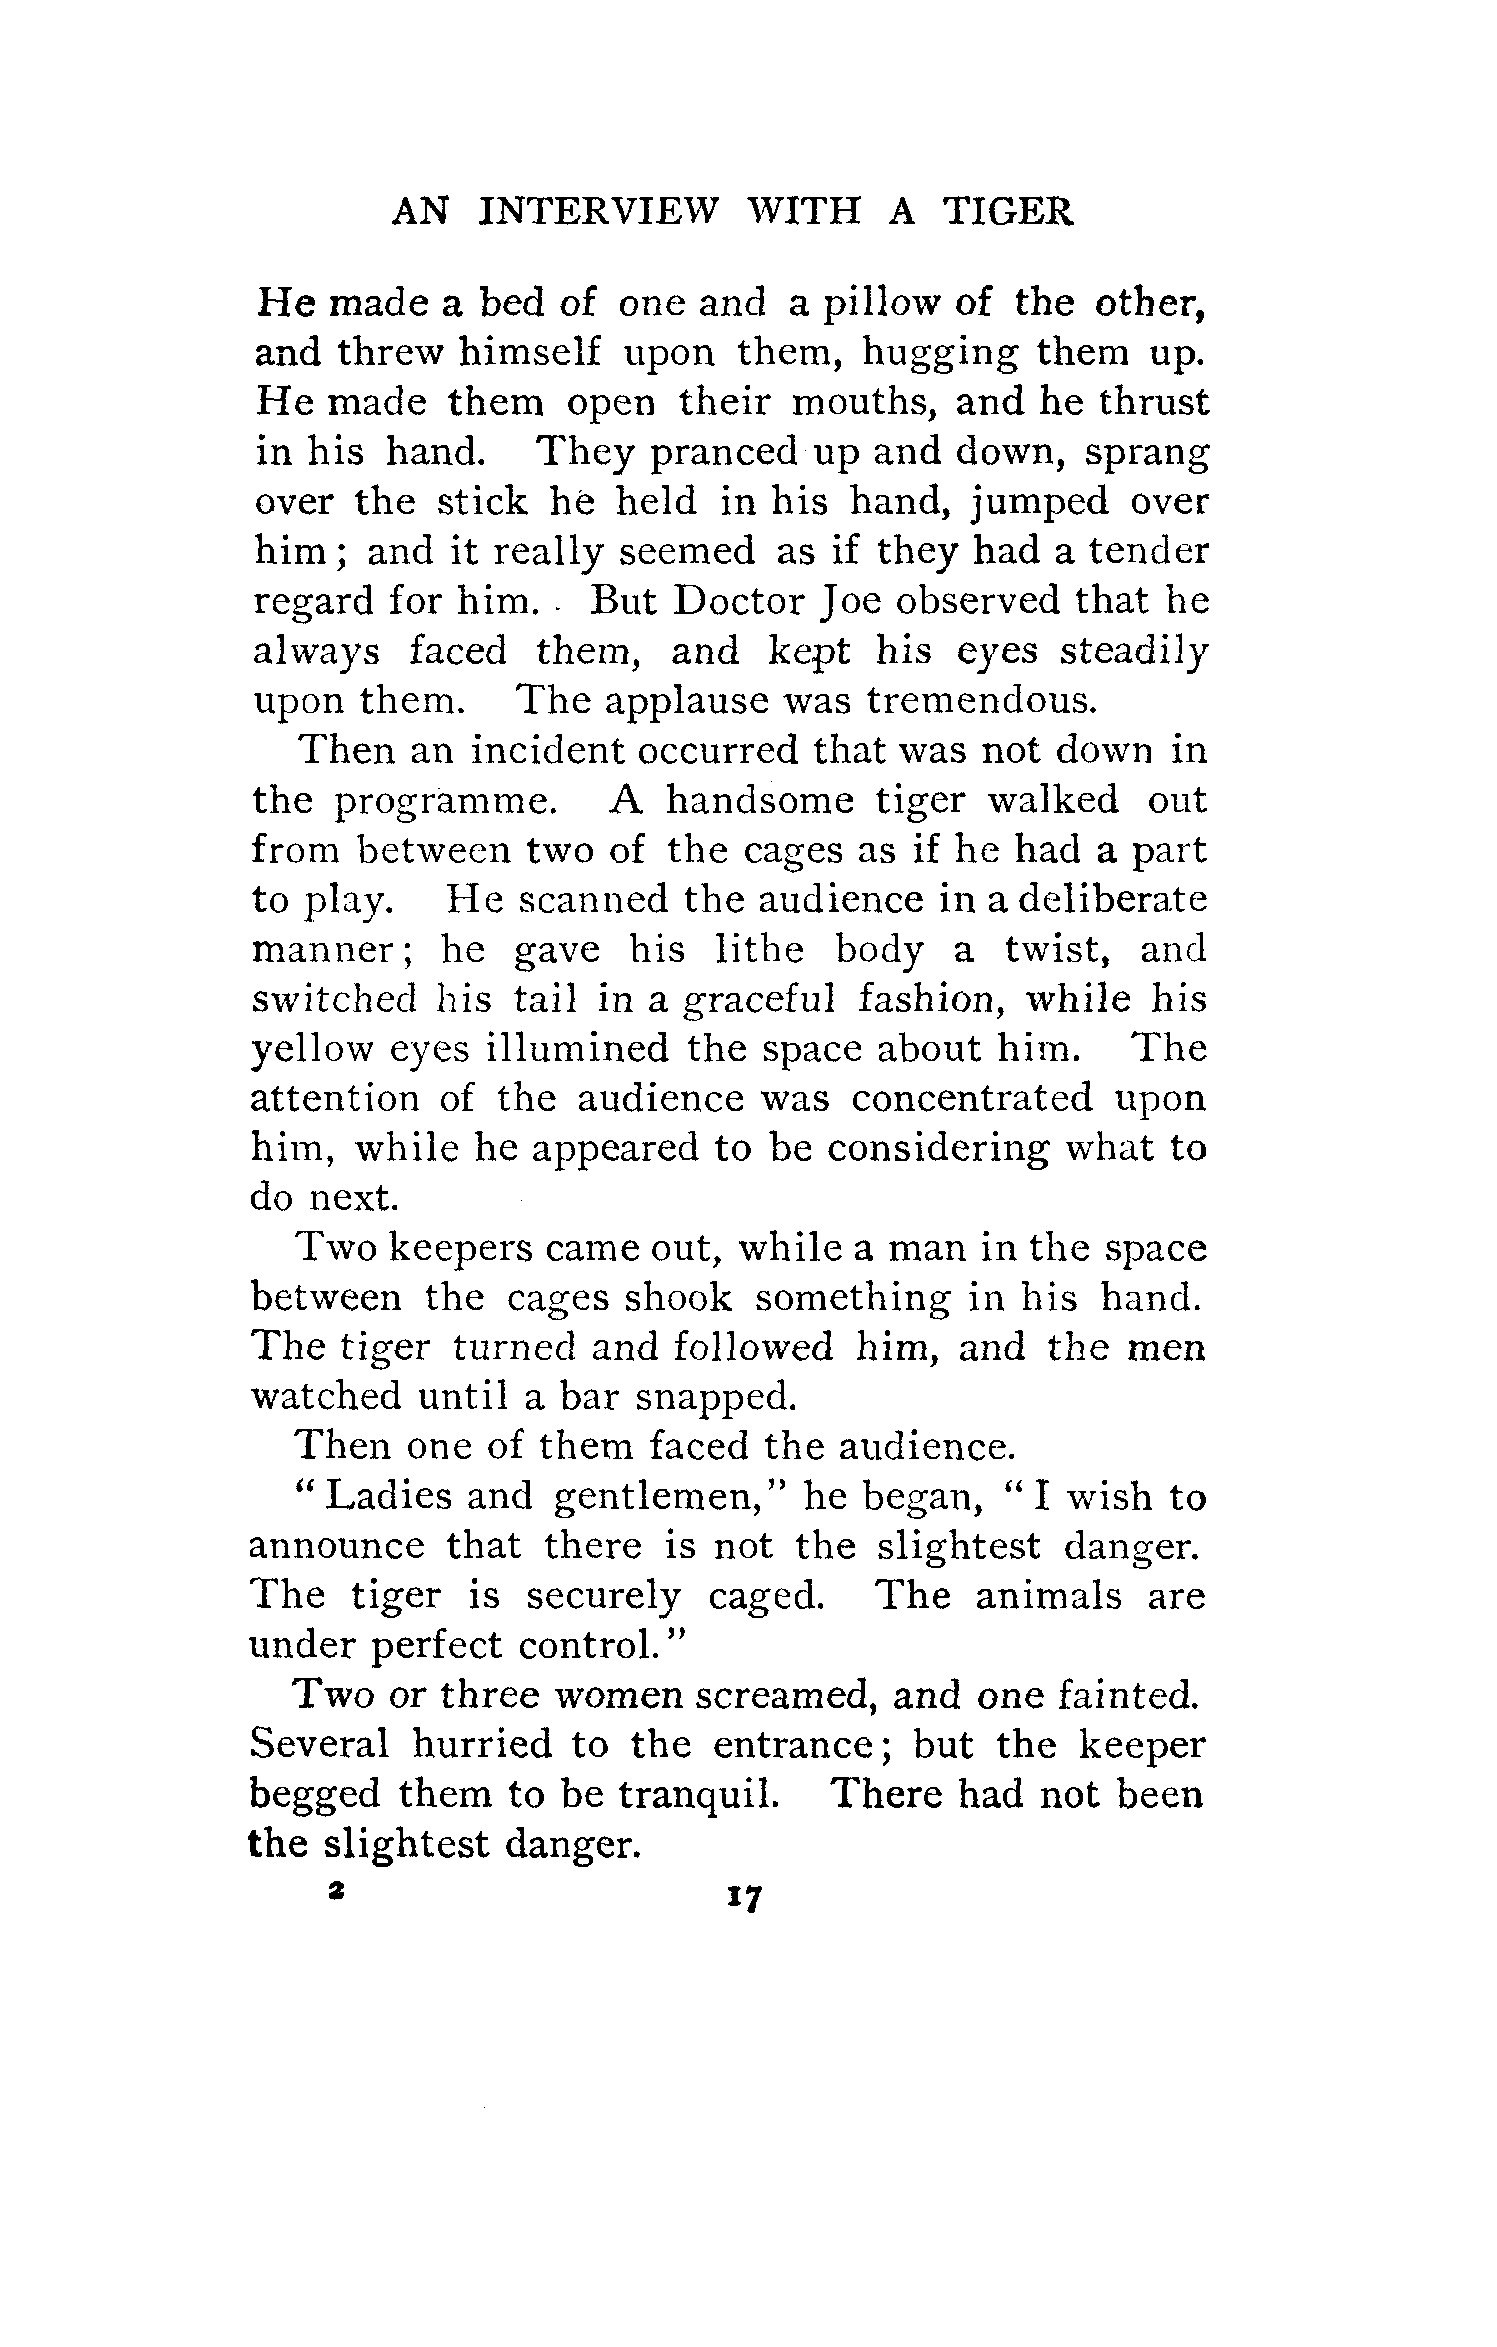 AN INTERVIEW WITH A TIGER
He made a bed of one and a pillow of the other,
and threw himself upon them, hugging them up.
He made them open their mouths, and he thrust
in his hand. They pranced up and down, sprang
over the stick he held in his hand, jumped over
him; and it really seemed as if they had a tender
regard for him. But Doctor Joe observed that he
always faced them, and kept his eyes steadily
upon them. The applause was tremendous.
Then an incident occurred that was not down in
the programme. A handsome tiger walked out
from between two of the cages as if he had a part
to play. He scanned the audience in a deliberate
manner; he gave his lithe body a twist, and
switched his tail in a graceful fashion, while his
yellow eyes illumined the space about him. The
attention of the audience was concentrated upon
him, while he appeared to be considering what to
do next.
Two keepers came out, while a man in the space
between the cages shook something in his hand.
The tiger turned and followed him, and the men
watched until a bar snapped.
Then one of them faced the audience.
"Ladies and gentlemen," he began, "I wish to
announce that there is not the slightest danger.
The tiger is securely caged. The animals are
under perfect control."
Two or three women screamed, and one fainted.
Several hurried to the entrance; but the keeper
begged them to be tranquil. There had not been
the slightest danger.
2 17